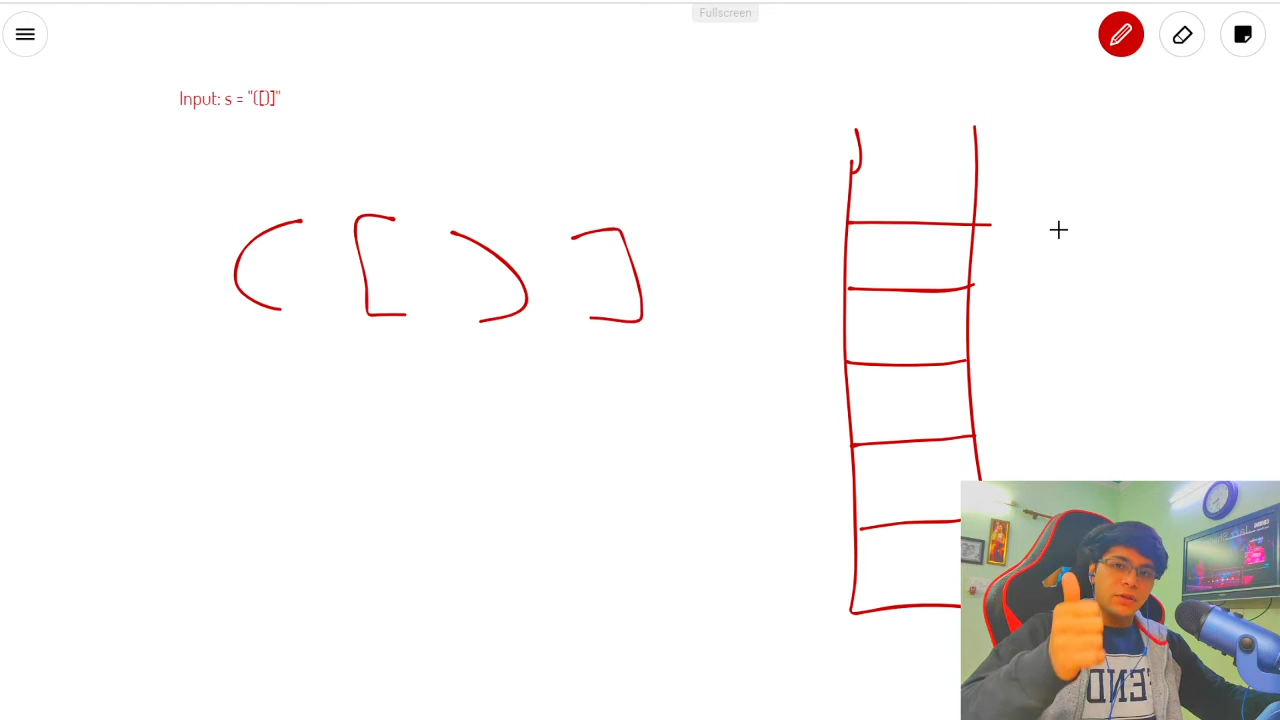 Fullscreen
Input: s = "([)]"
( [ ) ]